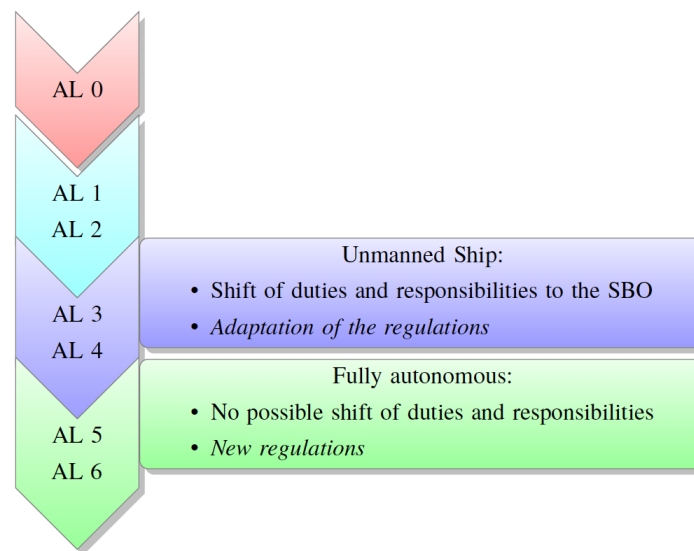 AL 0
AL 1
AL 2
Unmanned Ship:
• Shift of duties and responsibilities to the SBO
• Adaptation of the regulations
AL 3
AL 4
Fully autonomous:
• No possible shift of duties and responsibilities
• New regulations
AL 5
AL 6